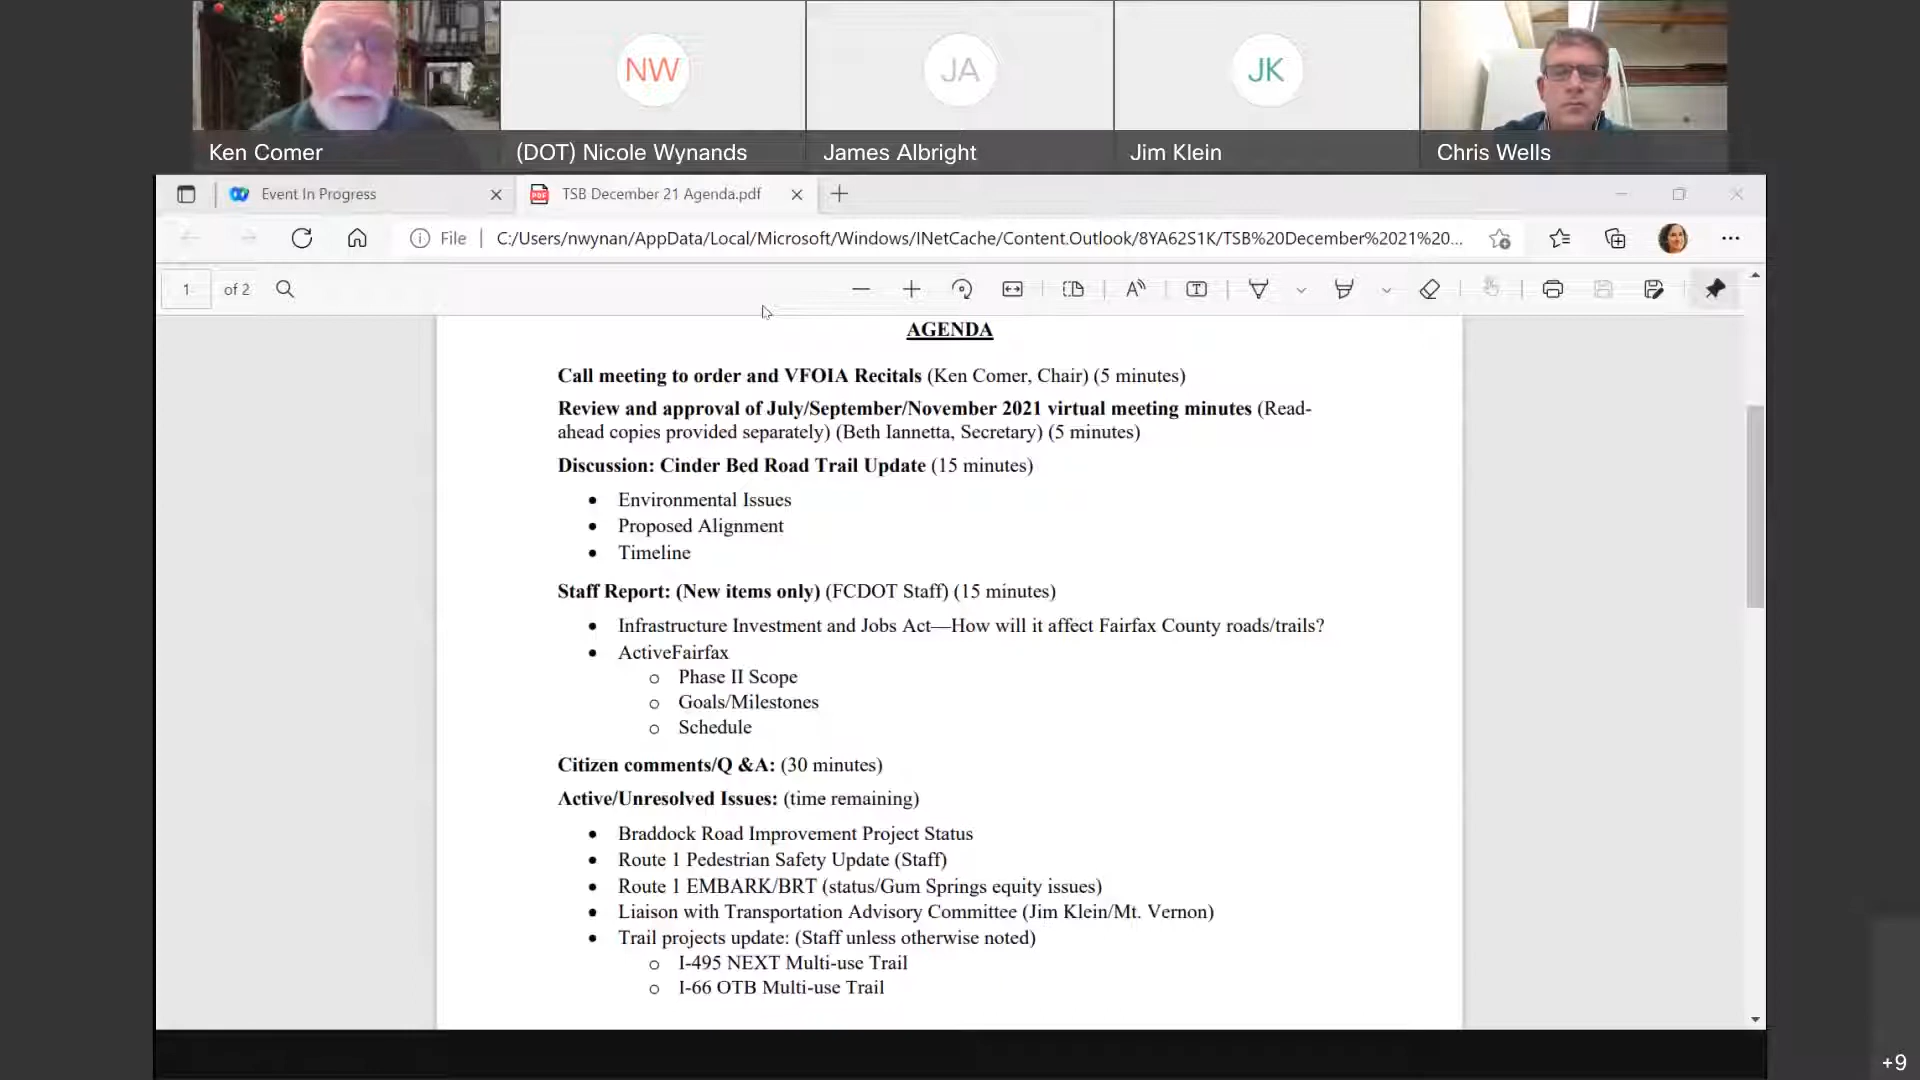 NW
JA
JK
Ken Comer
(DOT) Nicole Wynands
James Albright
Jim Klein
Chris Wells
Event In Progress
PDF
TSB December 21 Agenda.pdf
File
C:/Users/nwynan/AppData/Local/Microsoft/Windows/INetCache/Content.Outlook/8YA62S1K/TSB%20December%2021%20...
1
of 2
AGENDA
Call meeting to order and VFOIA Recitals (Ken Comer, Chair) (5 minutes)
Review and approval of July/September/November 2021 virtual meeting minutes (Read-
ahead copies provided separately) (Beth Iannetta, Secretary) (5 minutes)
Discussion: Cinder Bed Road Trail Update (15 minutes)
• Environmental Issues
• Proposed Alignment
• Timeline
Staff Report: (New items only) (FCDOT Staff) (15 minutes)
• Infrastructure Investment and Jobs Act—How will it affect Fairfax County roads/trails?
• ActiveFairfax
o Phase II Scope
o Goals/Milestones
o Schedule
Citizen comments/Q &A: (30 minutes)
Active/Unresolved Issues: (time remaining)
• Braddock Road Improvement Project Status
• Route 1 Pedestrian Safety Update (Staff)
• Route 1 EMBARK/BRT (status/Gum Springs equity issues)
• Liaison with Transportation Advisory Committee (Jim Klein/Mt. Vernon)
• Trail projects update: (Staff unless otherwise noted)
o I-495 NEXT Multi-use Trail
o I-66 OTB Multi-use Trail
+9